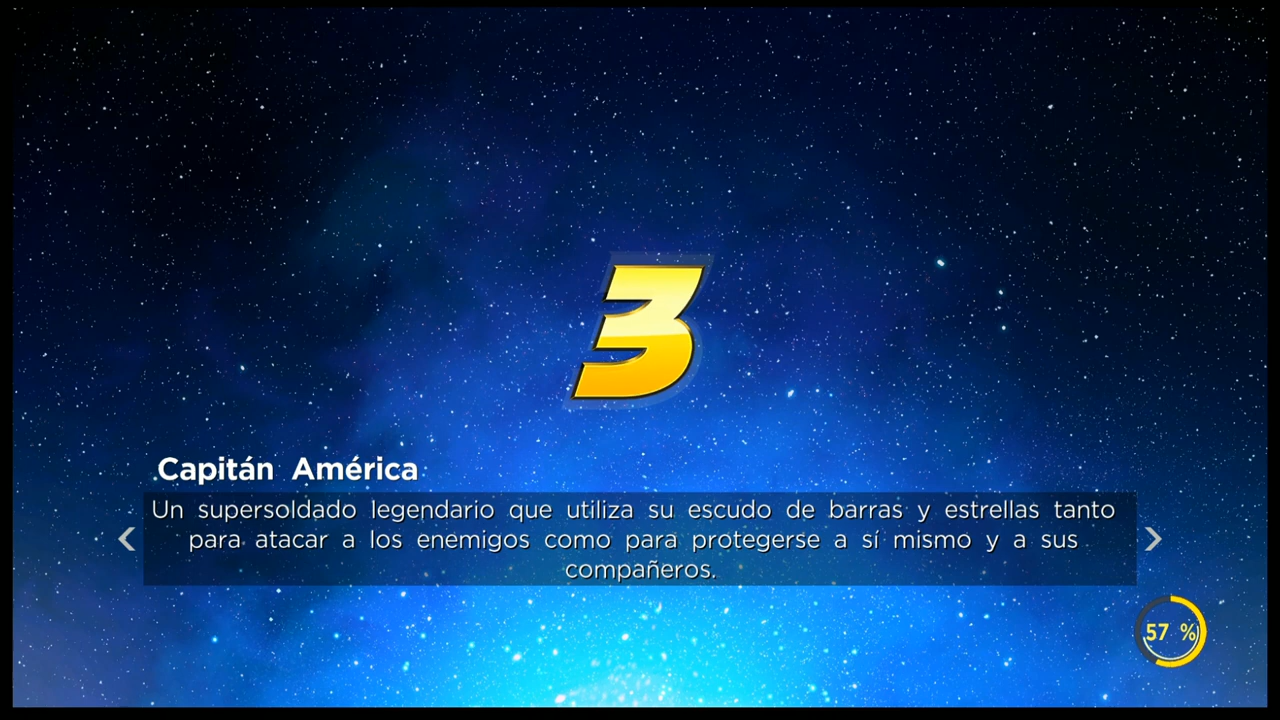 3
Capitán América
Un supersoldado legendario que utiliza su escudo de barras y estrellas tanto
para atacar a los enemigos como para protegerse a sí mismo y a sus
compañeros.
57 %